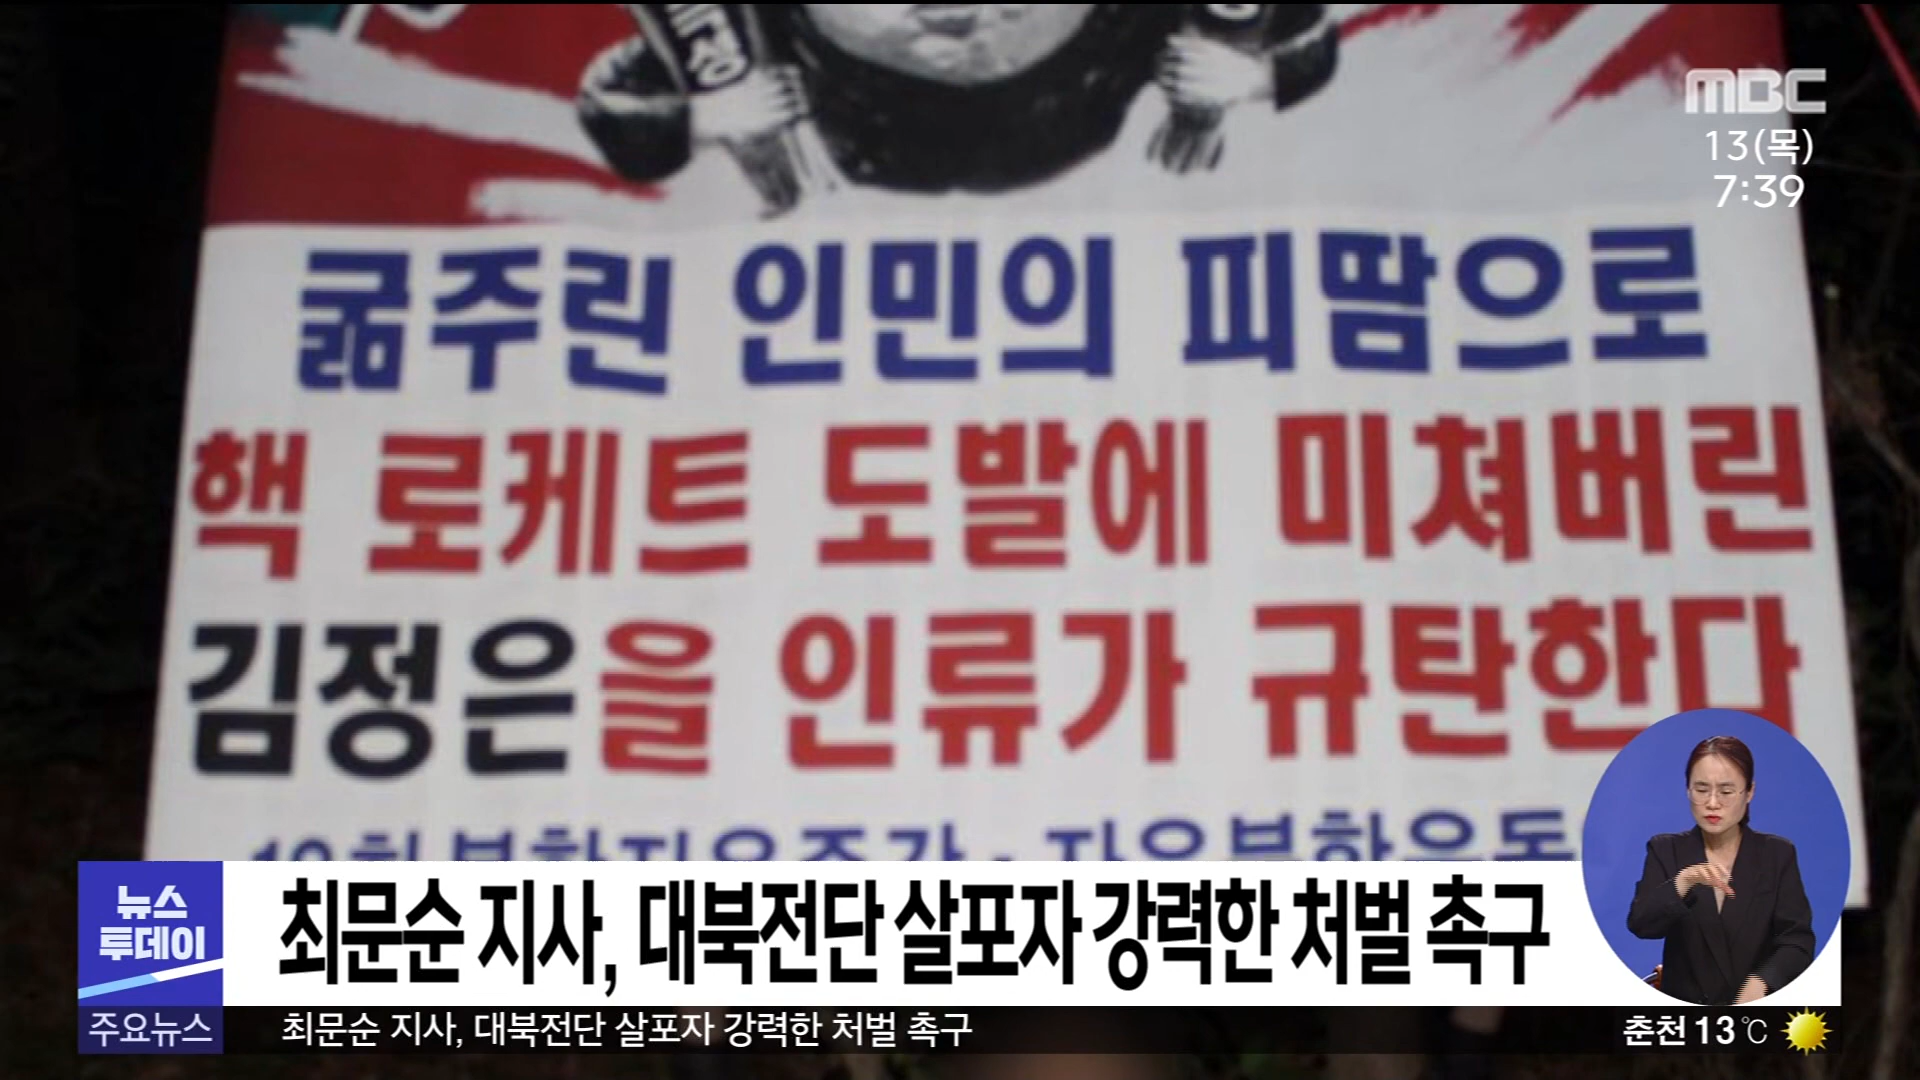 MBC
13(목)
7:39
굶주린 인민의 피땀으로
핵 로케트 도발에 미쳐버린
김정은을 인류가 규탄한다
뉴스
투데이
최문순 지사, 대북전단 살포자 강력한 처벌 촉구
주요뉴스
최문순 지사, 대북전단 살포자 강력한 처벌 촉구
춘천 13℃